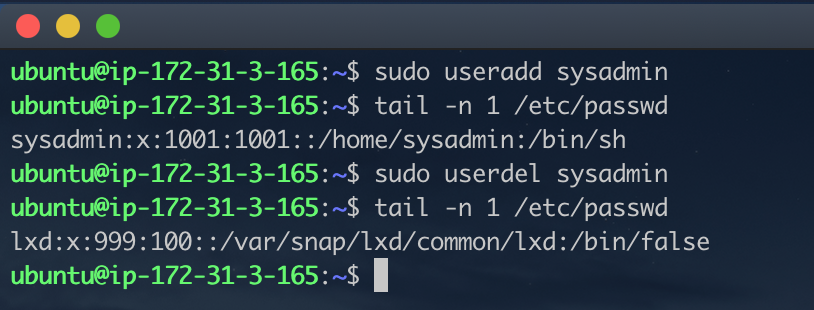 ubuntu@ip-172-31-3-165:~$ sudo useradd sysadmin
ubuntu@ip-172-31-3-165:~$ tail -n 1 /etc/passwd
sysadmin:x:1001:1001::/home/sysadmin:/bin/sh
ubuntu@ip-172-31-3-165:~$ sudo userdel sysadmin
ubuntu@ip-172-31-3-165:~$ tail -n 1 /etc/passwd
lxd:x:999:100::/var/snap/lxd/common/lxd:/bin/false
ubuntu@ip-172-31-3-165:~$